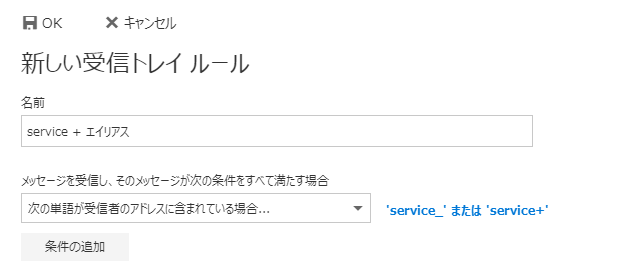 OK キャンセル
新しい受信トレイ ルール
名前
service + エイリアス
メッセージを受信し、そのメッセージが次の条件をすべて満たす場合
次の単語が受信者のアドレスに含まれている場合... 'service_' または 'service+'
条件の追加